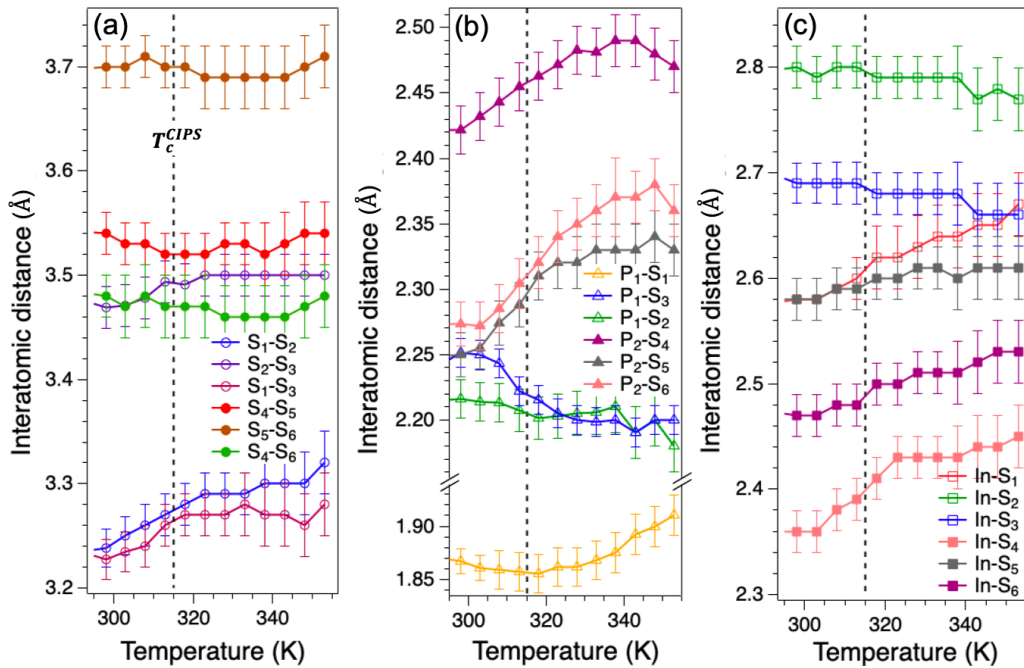 (a)
Interatomic distance (Å)
3.7
3.6
3.5
3.4
3.3
3.2
T_c^CIPS
S₁-S₂
S₂-S₃
S₁-S₃
S₄-S₅
S₅-S₆
S₄-S₆
300
320
340
Temperature (K)
(b)
Interatomic distance (Å)
2.50
2.45
2.40
2.35
2.30
2.25
2.20
1.90
1.85
P₁-S₁
P₁-S₃
P₁-S₂
P₂-S₄
P₂-S₅
P₂-S₆
300
320
340
Temperature (K)
(c)
Interatomic distance (Å)
2.8
2.7
2.6
2.5
2.4
2.3
In-S₁
In-S₂
In-S₃
In-S₄
In-S₅
In-S₆
300
320
340
Temperature (K)